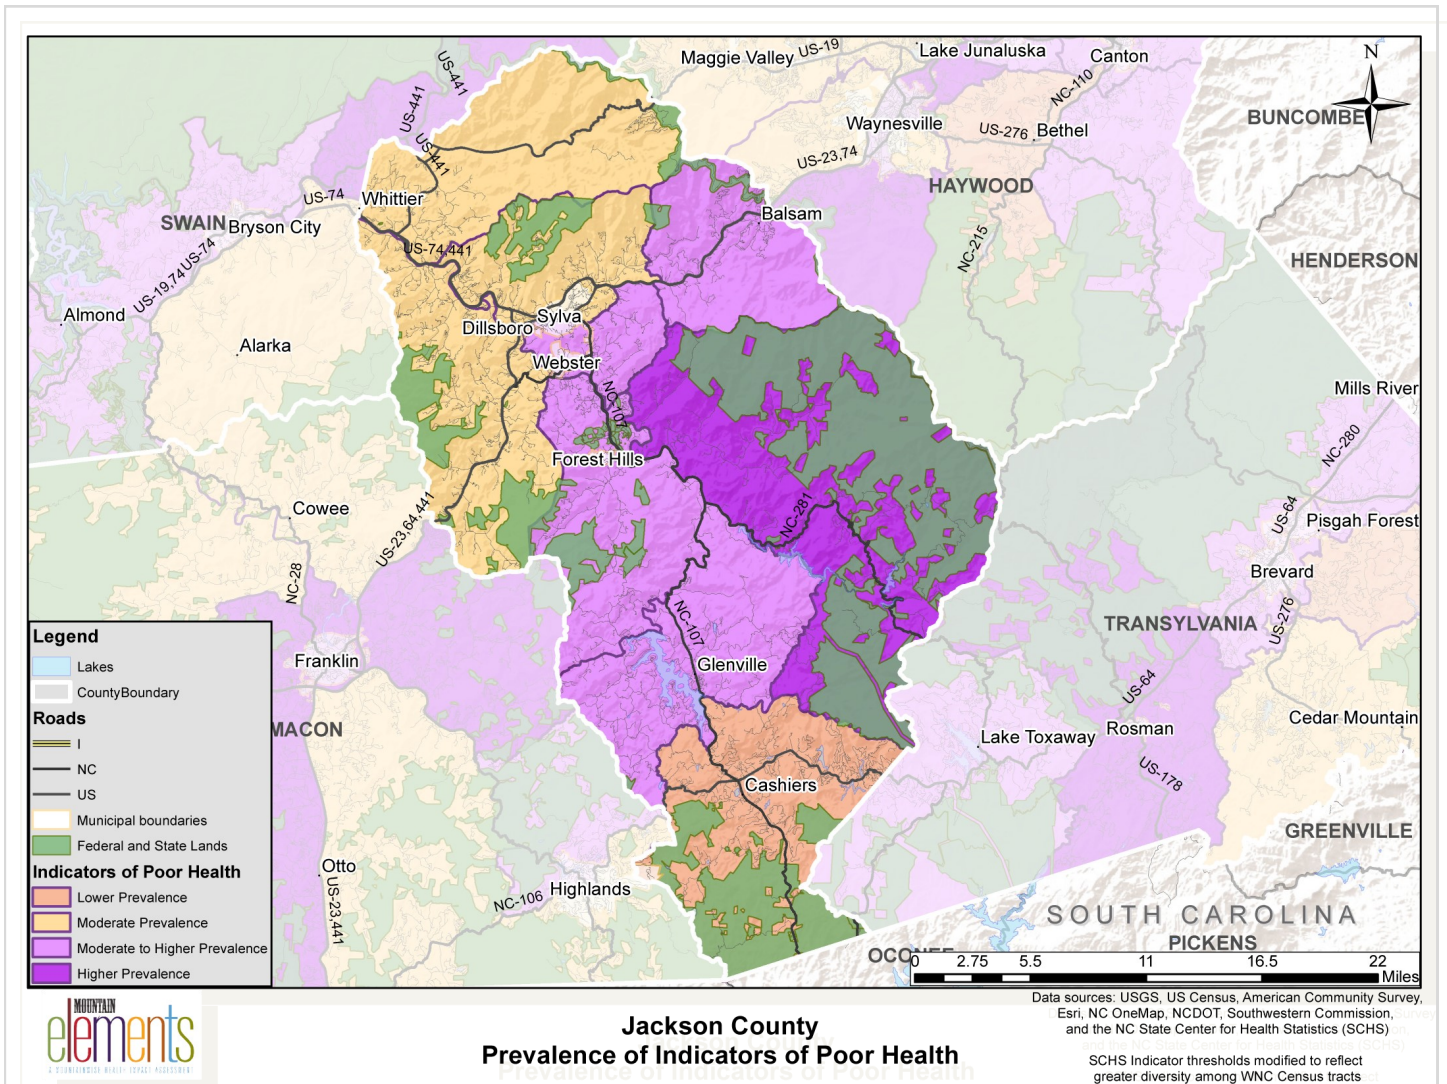 Maggie Valley
US-19
Lake Junaluska
Canton
N
US-441
US-441
US-441
NC-110
BUNCOMBE
Waynesville
US-276
Bethel
US-23,74
HAYWOOD
US-74
Whittier
SWAIN
Bryson City
Balsam
US-74,441
NC-215
HENDERSON
US-19,74
US-74
Almond
Sylva
Dillsboro
Alarka
Webster
Mills River
NC-107
NC-280
Forest Hills
Cowee
US-23,64,441
NC-281
US-64
Pisgah Forest
NC-28
Brevard
NC-107
TRANSYLVANIA
US-276
Franklin
Glenville
US-64
MACON
Lake Toxaway
Rosman
Cedar Mountain
US-178
Cashiers
GREENVILLE
Otto
US-23,441
NC-106
Highlands
SOUTH CAROLINA
PICKENS
OCONEE
Legend
Lakes
CountyBoundary
Roads
I
NC
US
Municipal boundaries
Federal and State Lands
Indicators of Poor Health
Lower Prevalence
Moderate Prevalence
Moderate to Higher Prevalence
Higher Prevalence
0 2.75 5.5 11 16.5 22
Miles
MOUNTAIN
elements
Jackson County
Prevalence of Indicators of Poor Health
Data sources: USGS, US Census, American Community Survey,
Esri, NC OneMap, NCDOT, Southwestern Commission,
and the NC State Center for Health Statistics (SCHS)
SCHS Indicator thresholds modified to reflect
greater diversity among WNC Census tracts